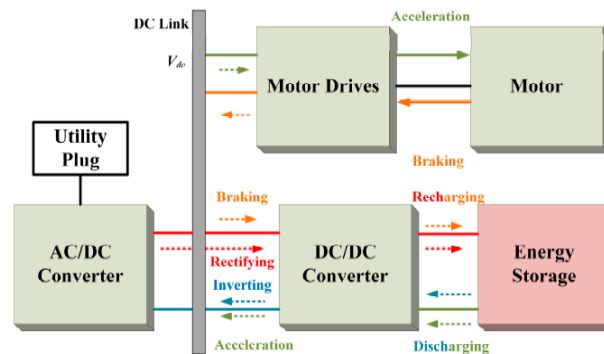 DC Link
Acceleration
Vdc
Motor Drives
Motor
Utility
Plug
Braking
Braking
Recharging
AC/DC
Converter
Rectifying
DC/DC
Converter
Energy
Storage
Inverting
Acceleration
Discharging